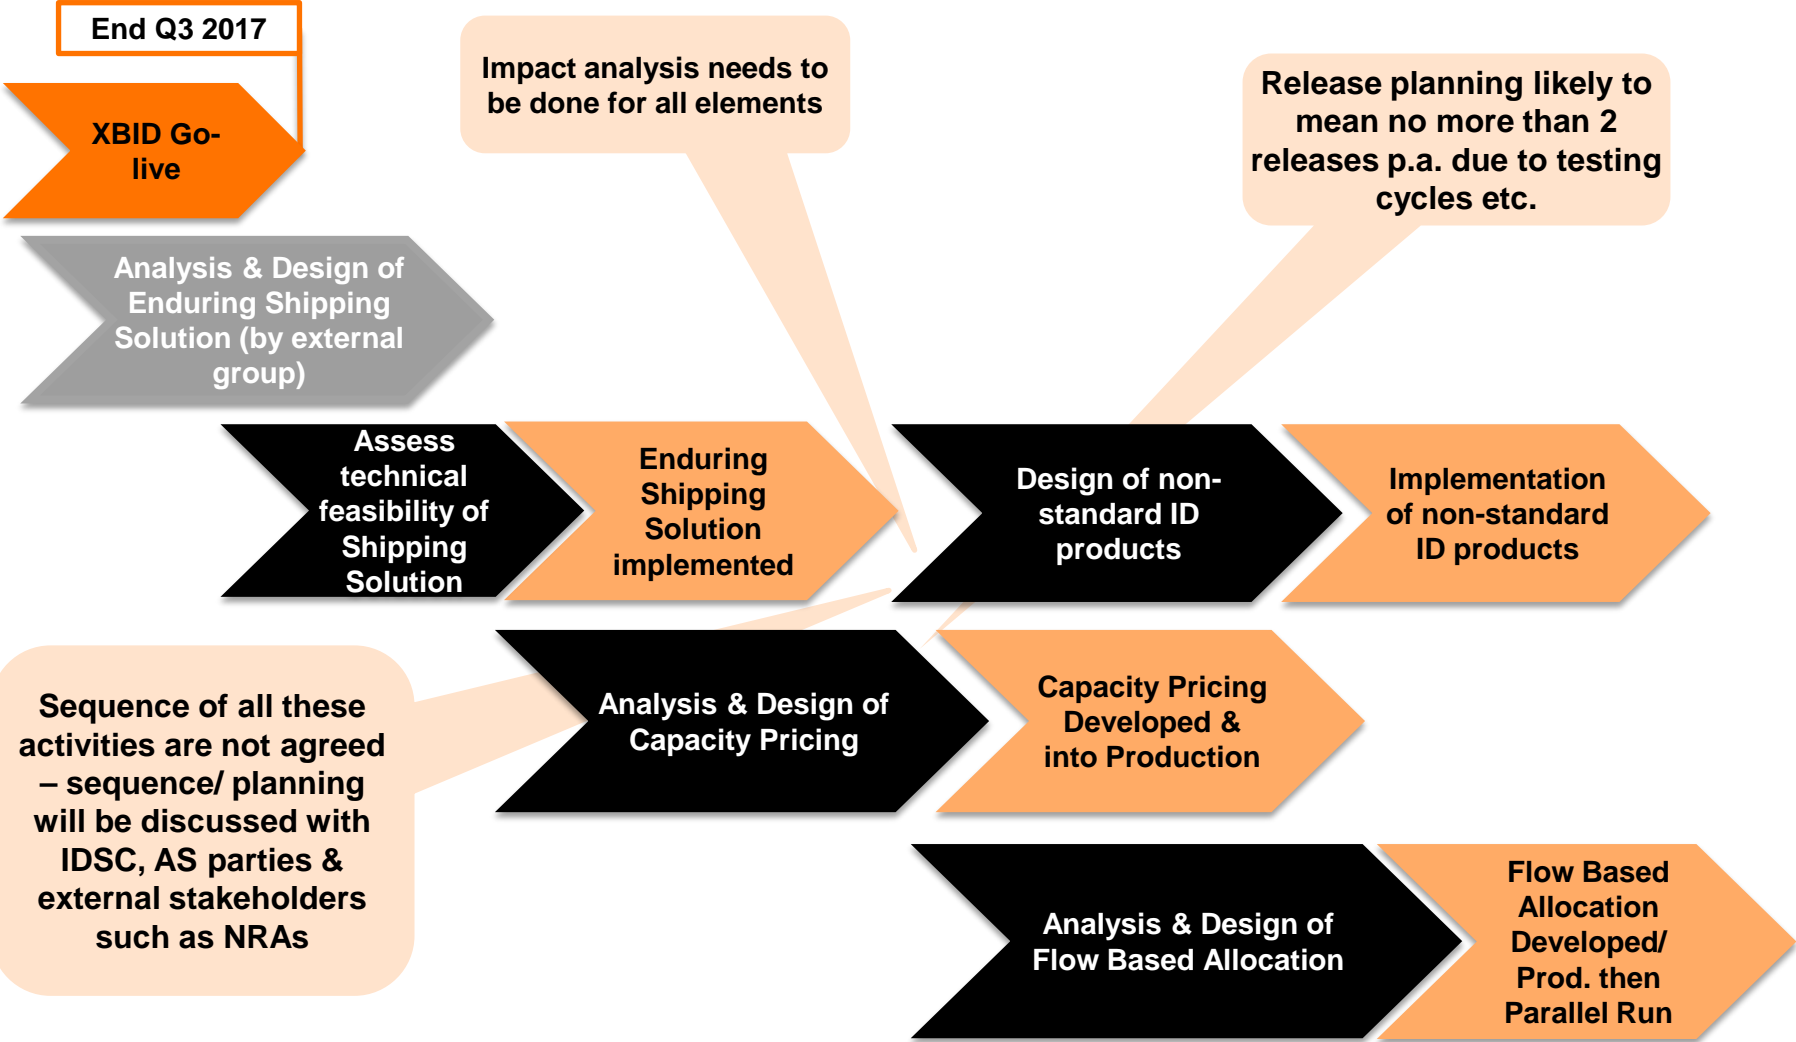 End Q3 2017
XBID Go-
live
Impact analysis needs to
be done for all elements
Release planning likely to
mean no more than 2
releases p.a. due to testing
cycles etc.
Analysis & Design of
Enduring Shipping
Solution (by external
group)
Assess
technical
feasibility of
Shipping
Solution
Enduring
Shipping
Solution
implemented
Design of non-
standard ID
products
Implementation
of non-standard
ID products
Sequence of all these
activities are not agreed
– sequence/ planning
will be discussed with
IDSC, AS parties &
external stakeholders
such as NRAs
Analysis & Design of
Capacity Pricing
Capacity Pricing
Developed &
into Production
Analysis & Design of
Flow Based Allocation
Flow Based
Allocation
Developed/
Prod. then
Parallel Run